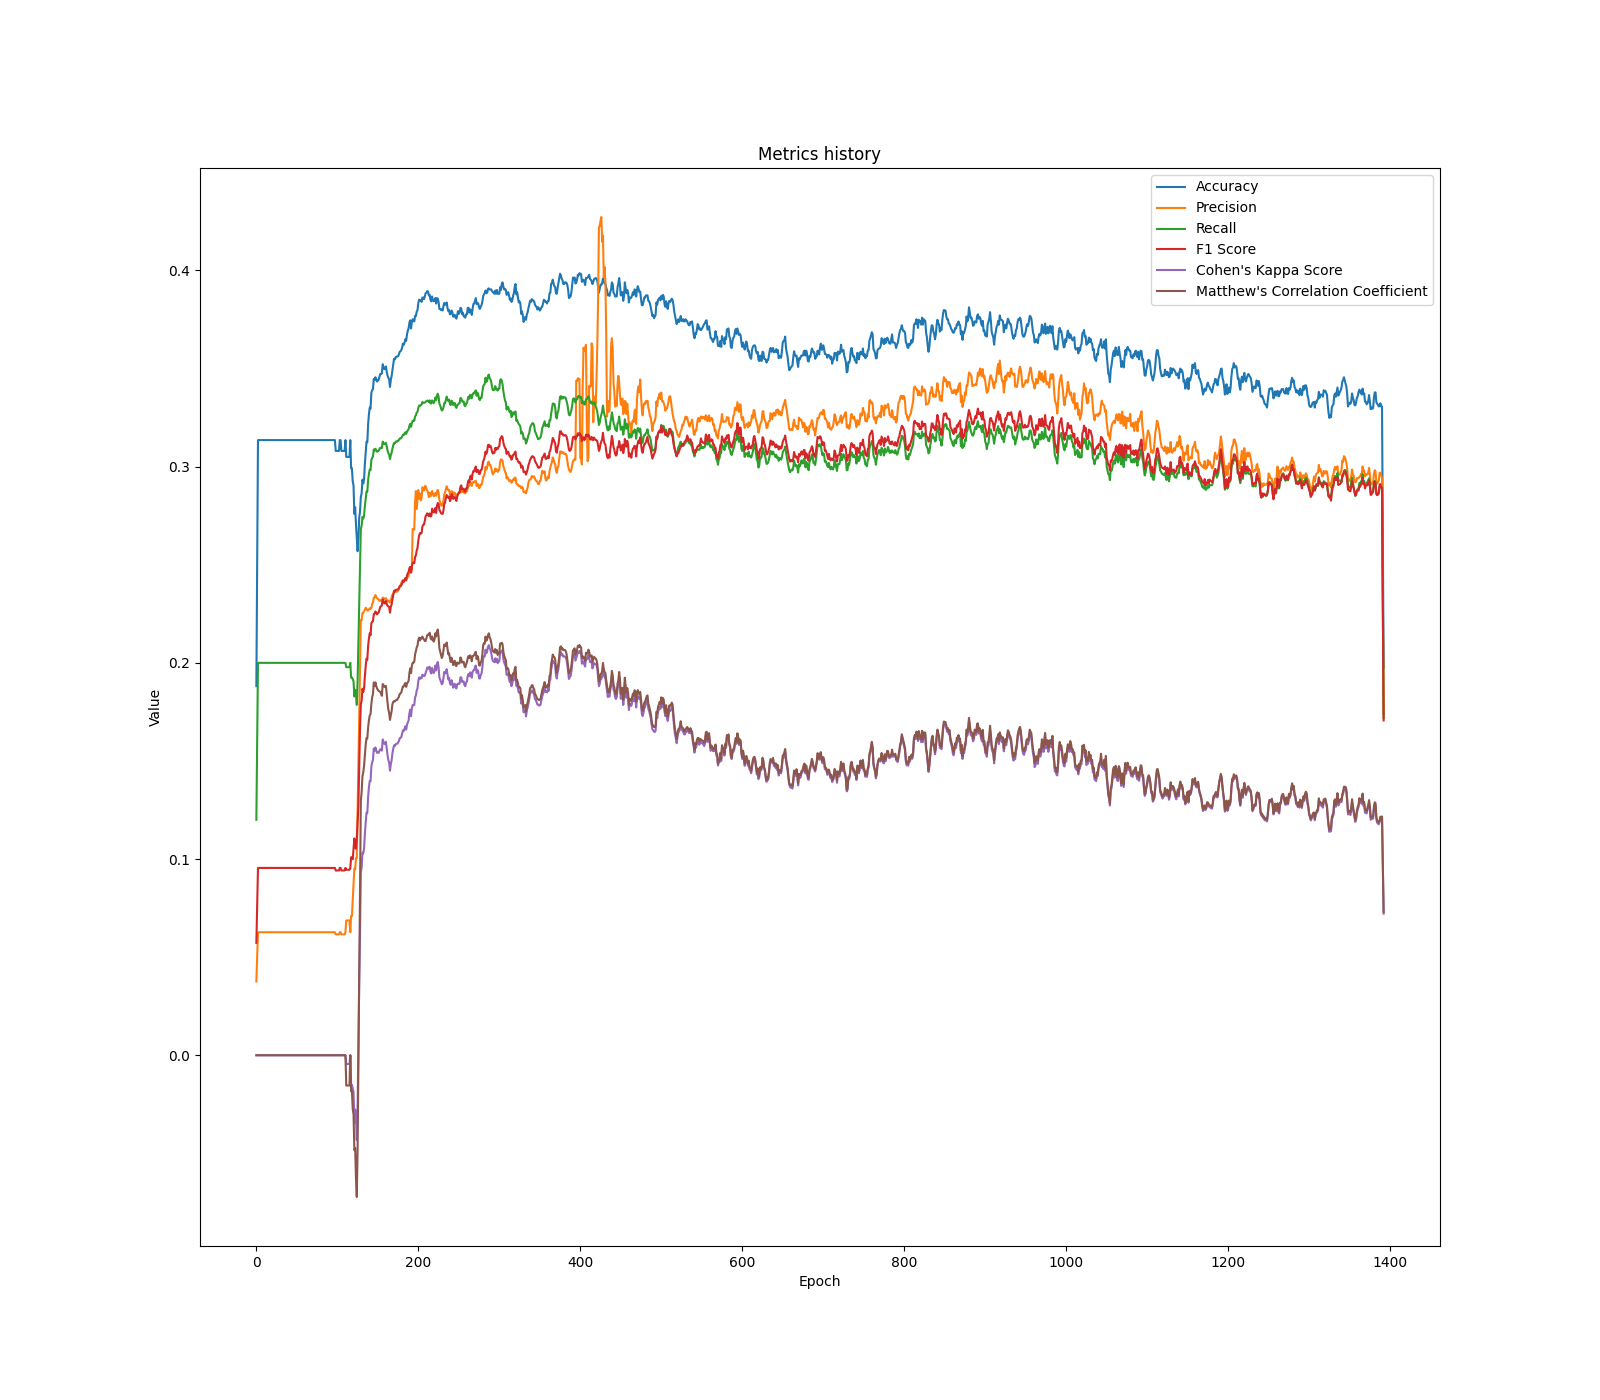 Metrics history
Accuracy
Precision
Recall
F1 Score
Cohen's Kappa Score
Matthew's Correlation Coefficient
0.4
0.3
0.2
0.1
0.0
Value
0 200 400 600 800 1000 1200 1400
Epoch